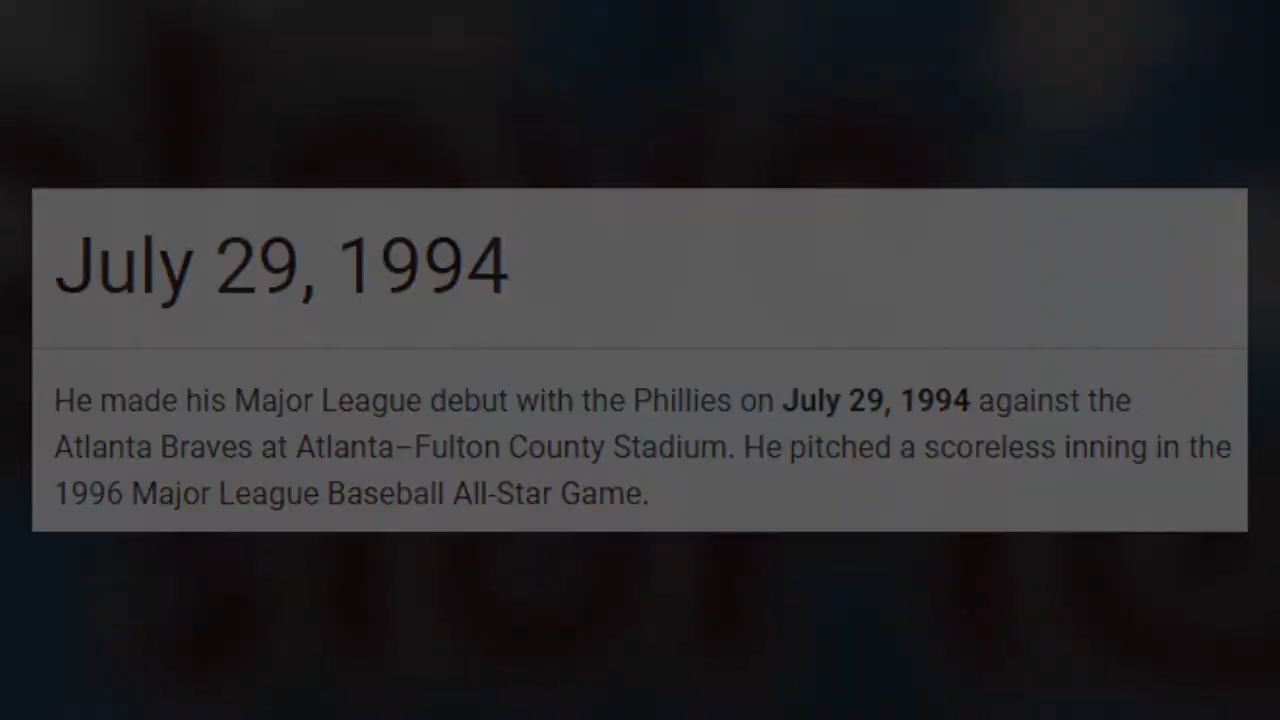 July 29, 1994
He made his Major League debut with the Phillies on July 29, 1994 against the
Atlanta Braves at Atlanta–Fulton County Stadium. He pitched a scoreless inning in the
1996 Major League Baseball All-Star Game.